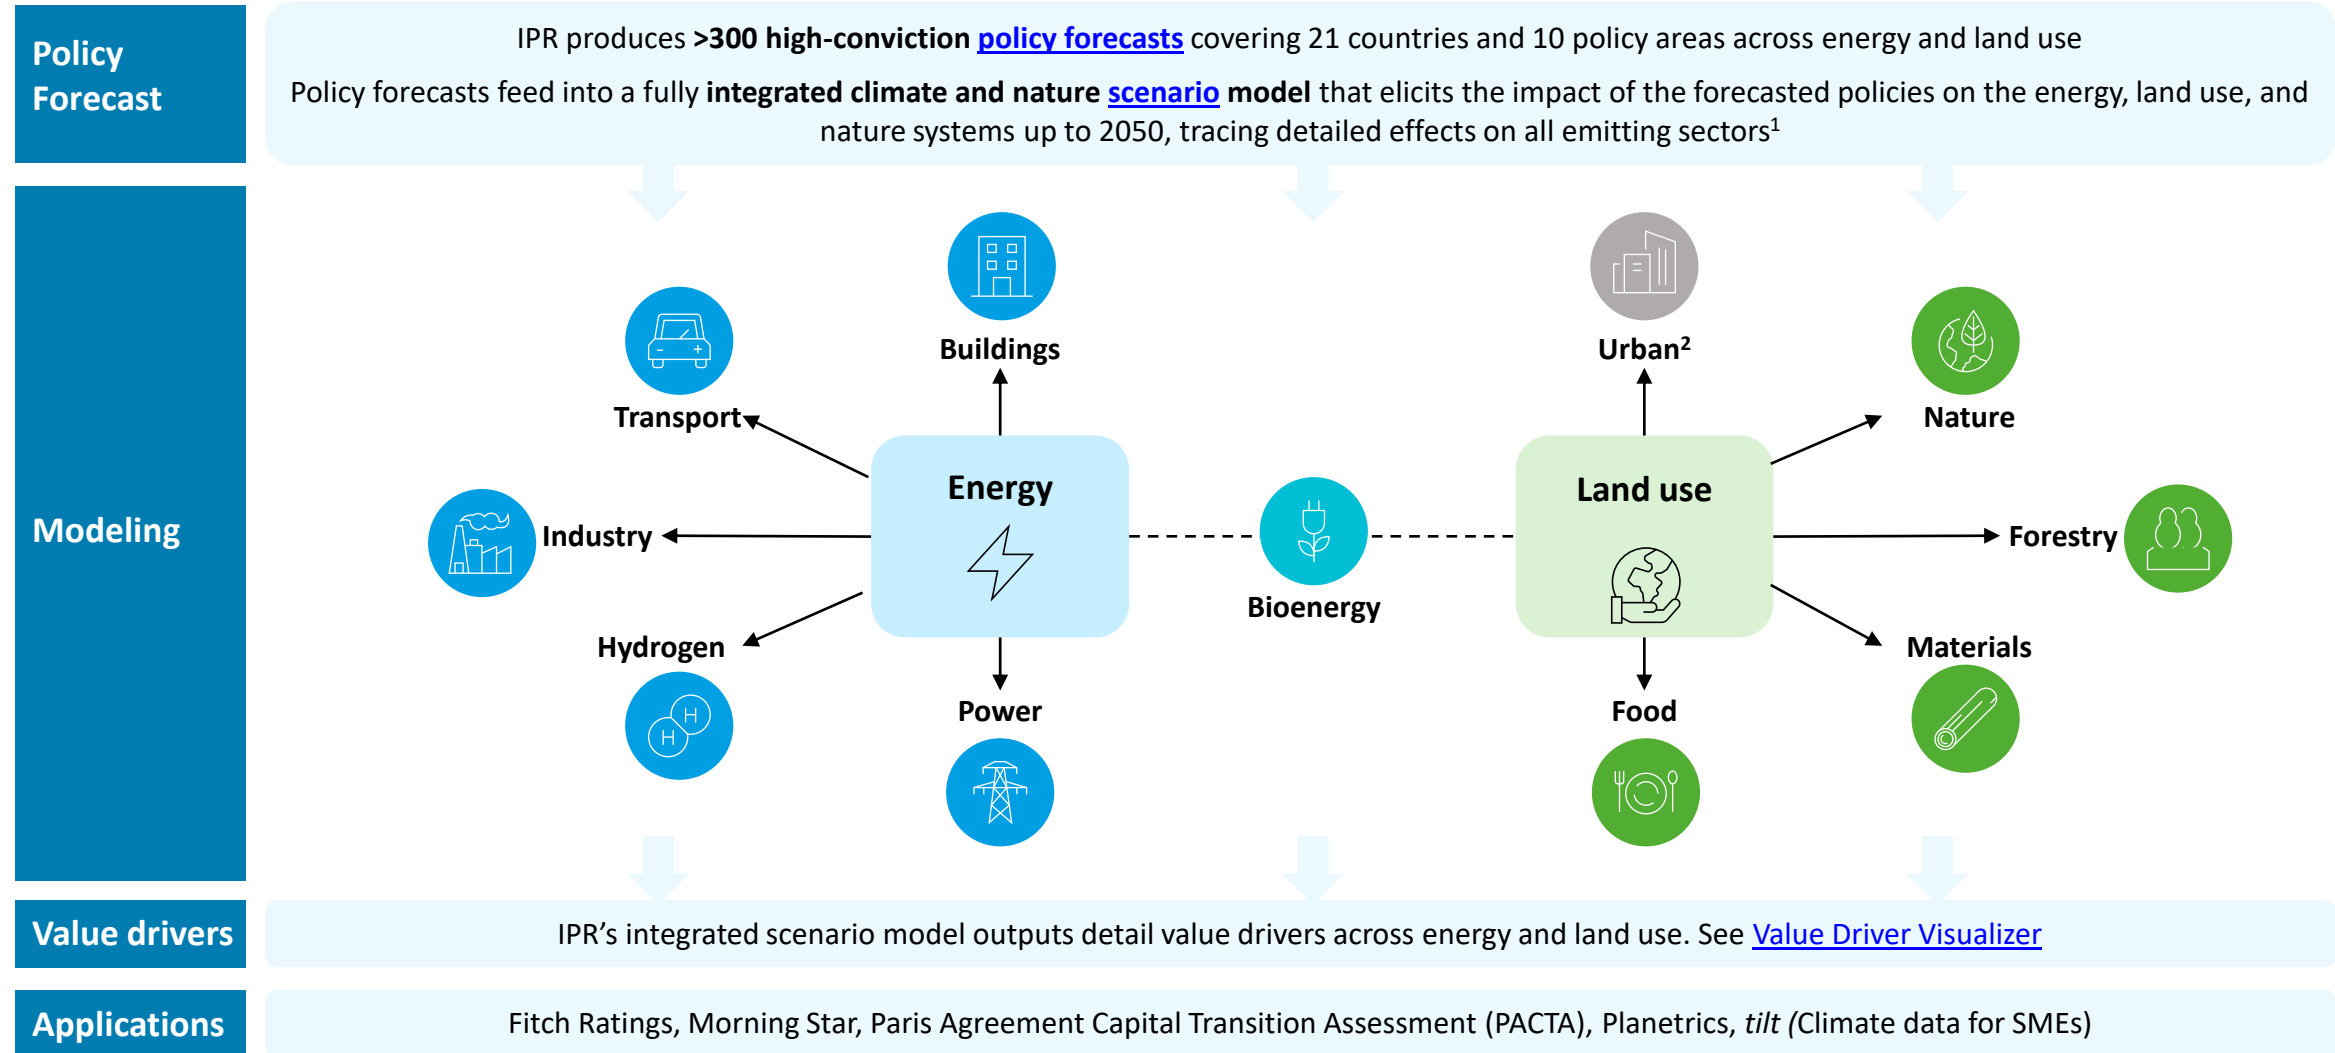 Policy
Forecast
IPR produces >300 high-conviction policy forecasts covering 21 countries and 10 policy areas across energy and land use
Policy forecasts feed into a fully integrated climate and nature scenario model that elicits the impact of the forecasted policies on the energy, land use, and
nature systems up to 2050, tracing detailed effects on all emitting sectors¹
Modeling
Buildings
Transport
Industry
Hydrogen
H
H
Power
Energy
Bioenergy
Land use
Urban²
Nature
Forestry
Materials
Food
Value drivers
IPR’s integrated scenario model outputs detail value drivers across energy and land use. See Value Driver Visualizer
Applications
Fitch Ratings, Morning Star, Paris Agreement Capital Transition Assessment (PACTA), Planetrics, tilt (Climate data for SMEs)